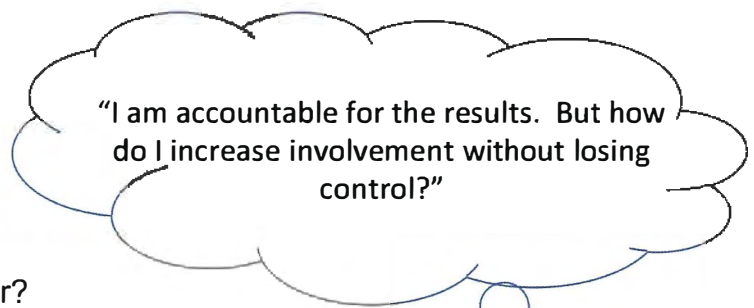 “I am accountable for the results.  But how
do I increase involvement without losing
control?”
r?